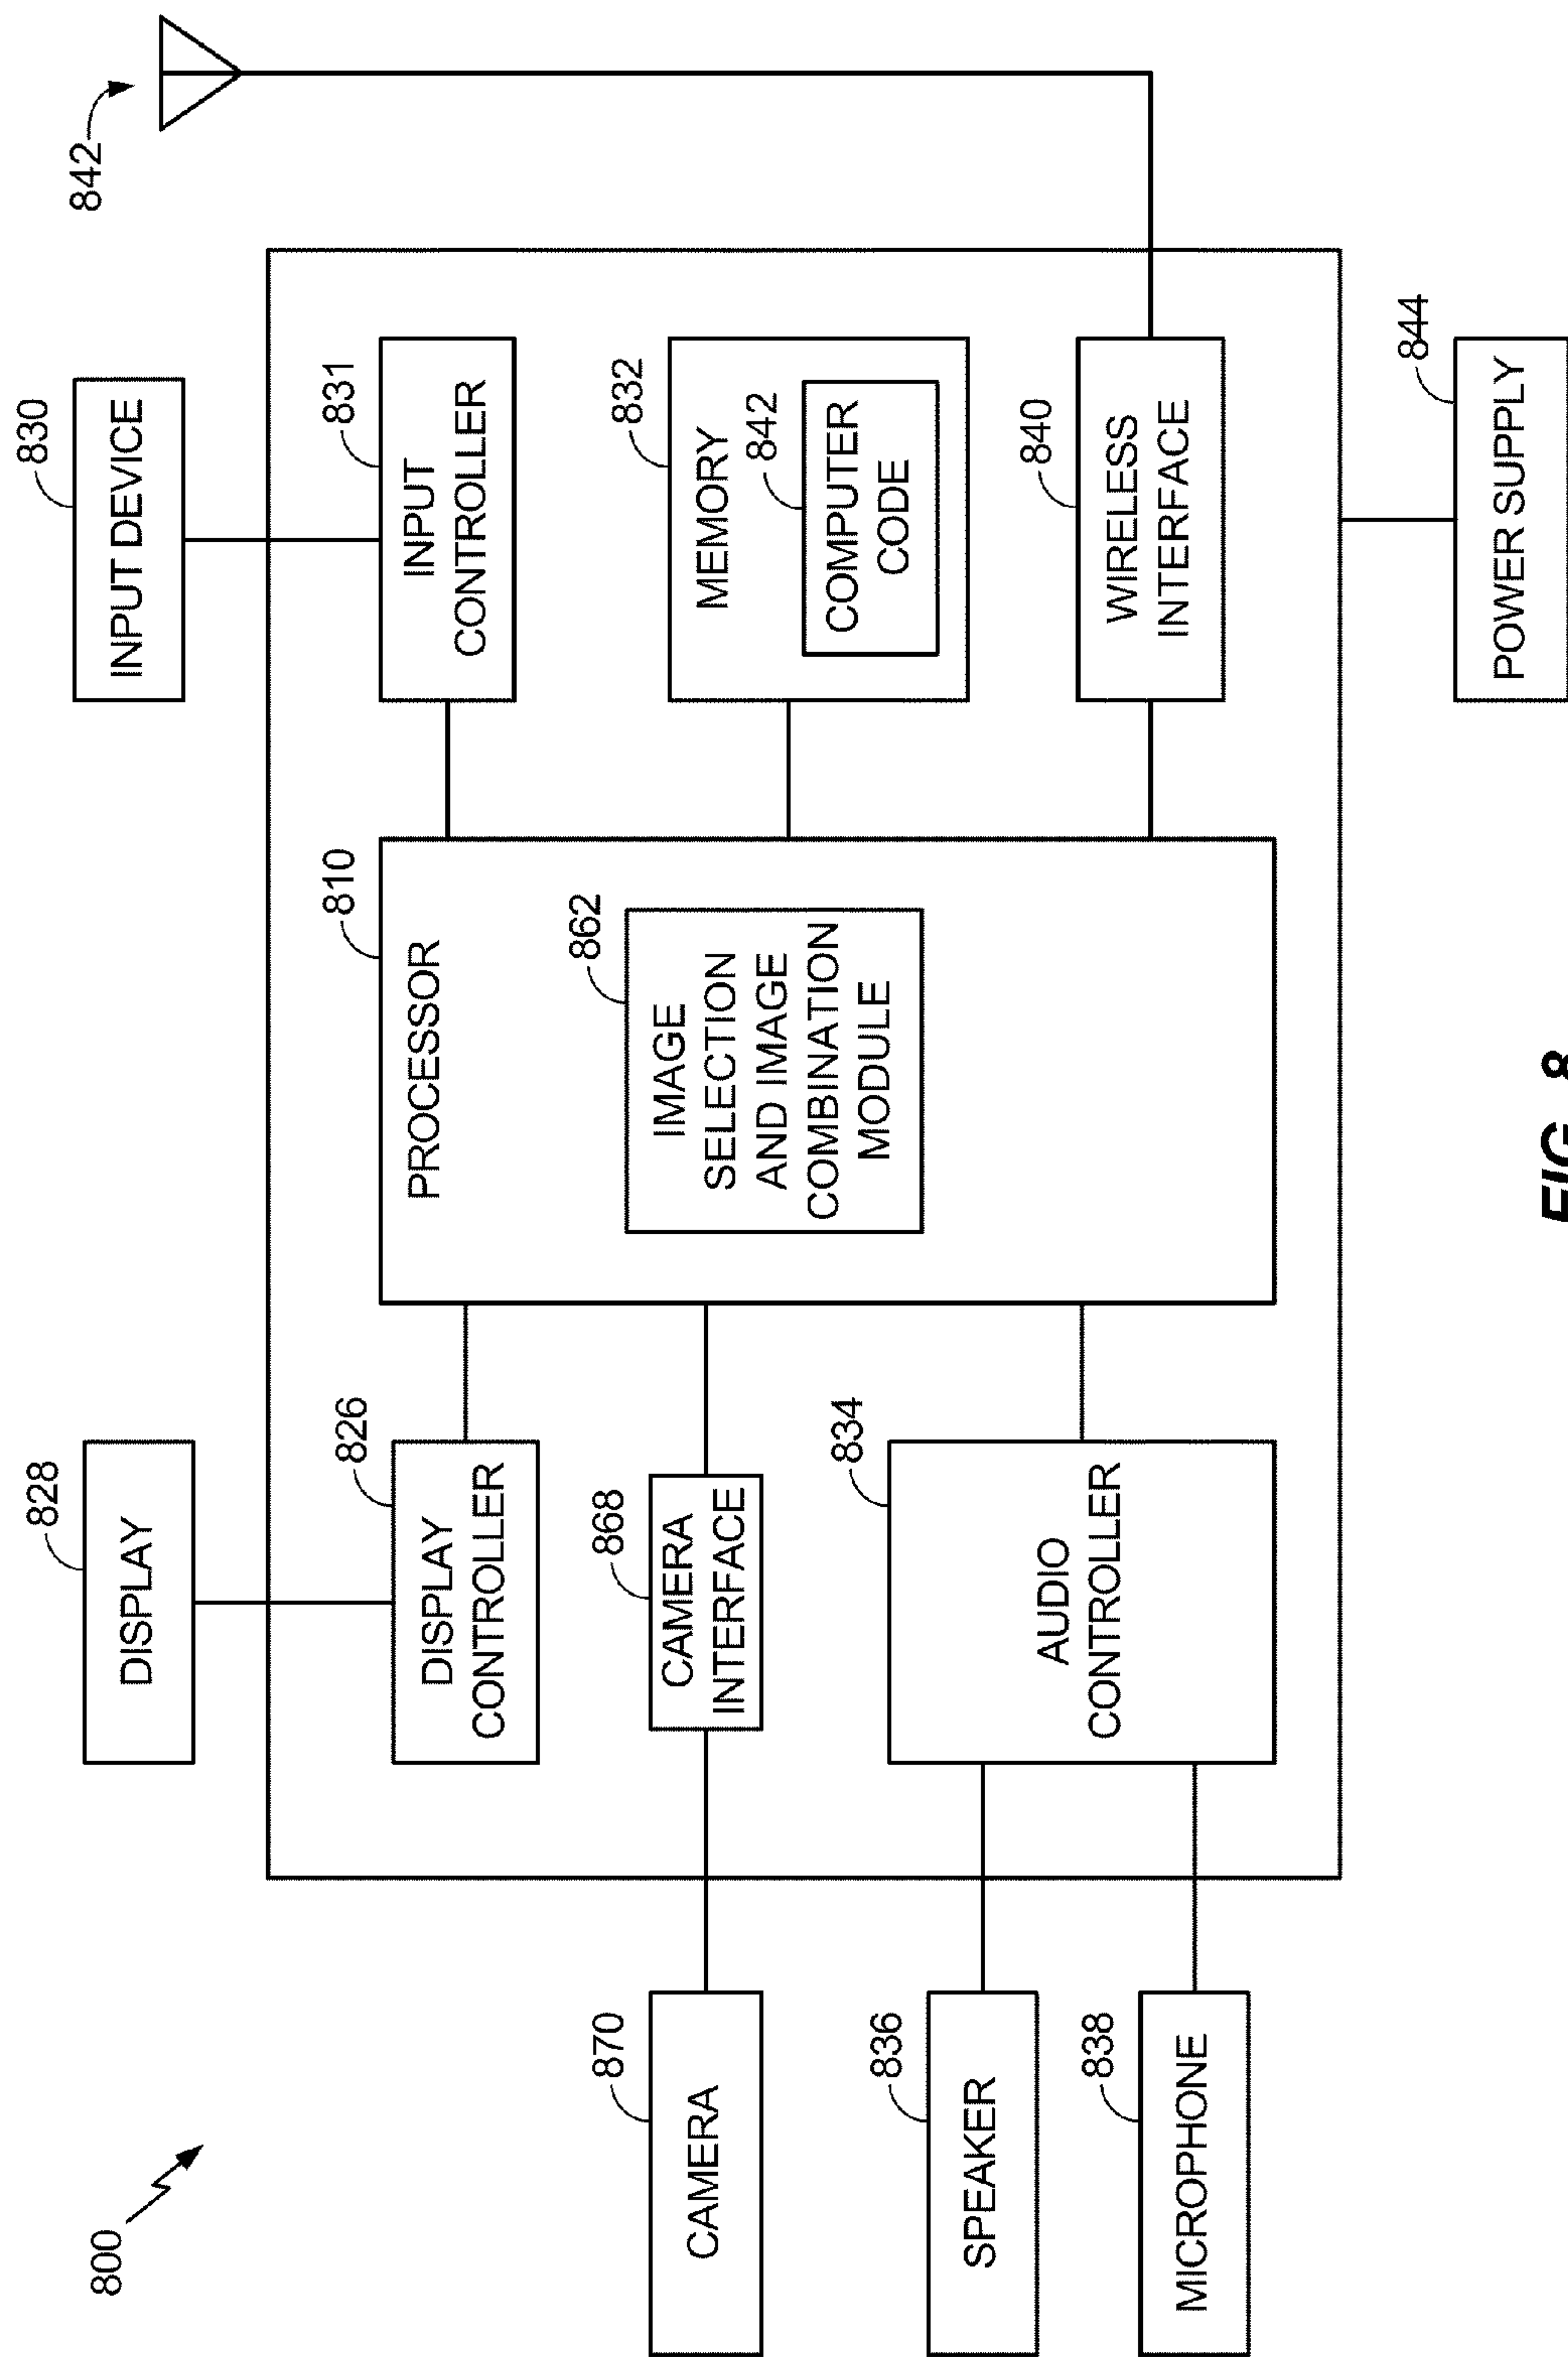 800
842
828
DISPLAY
830
INPUT DEVICE
826
DISPLAY
CONTROLLER
810
PROCESSOR
831
INPUT
CONTROLLER
870
CAMERA
868
CAMERA
INTERFACE
862
IMAGE
SELECTION
AND IMAGE
COMBINATION
MODULE
832
MEMORY
842
COMPUTER
CODE
836
SPEAKER
834
AUDIO
CONTROLLER
838
MICROPHONE
840
WIRELESS
INTERFACE
844
POWER SUPPLY
FIG. 8